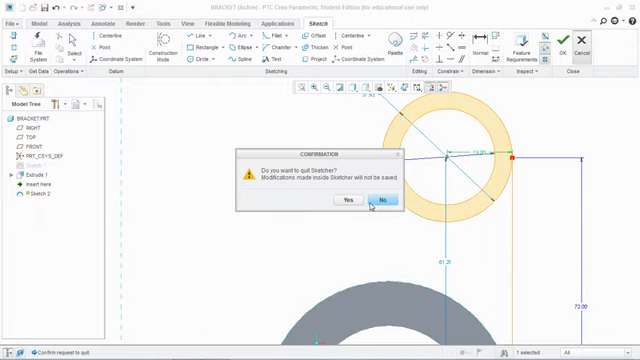 BRACKET (Active) - PTC Creo Parametric Student Edition (for educational use only)
File Model Analysis Annotate Render Tools View Flexible Modeling Applications Sketch
Setup Get Data Operations Datum Sketching Editing Constrain Dimension Inspect Close
File System
Select
Centerline
Point
Coordinate System
Construction Mode
Line
Rectangle
Circle
Arc
Ellipse
Spline
Fillet
Chamfer
Text
Offset
Thicken
Project
Centerline
Point
Coordinate System
Palette
Normal
Feature Requirements
OK
Cancel
Model Tree
BRACKET.PRT
RIGHT
TOP
FRONT
PRT_CSYS_DEF
Sketch 1
Extrude 1
Insert Here
Sketch 2
CONFIRMATION
Do you want to quit Sketcher?
Modifications made inside Sketcher will not be saved.
Yes No
61.25
72.00
Confirm request to quit
1 selected
All